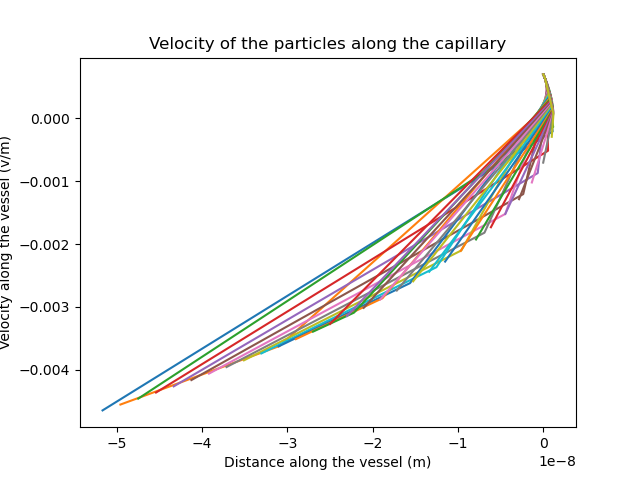 Velocity of the particles along the capillary
Velocity along the vessel (v/m)
0.000
−0.001
−0.002
−0.003
−0.004
−5
−4
−3
−2
−1
0
1e−8
Distance along the vessel (m)